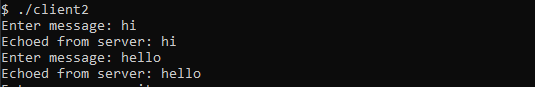 $ ./client2
Enter message: hi
Echoed from server: hi
Enter message: hello
Echoed from server: hello